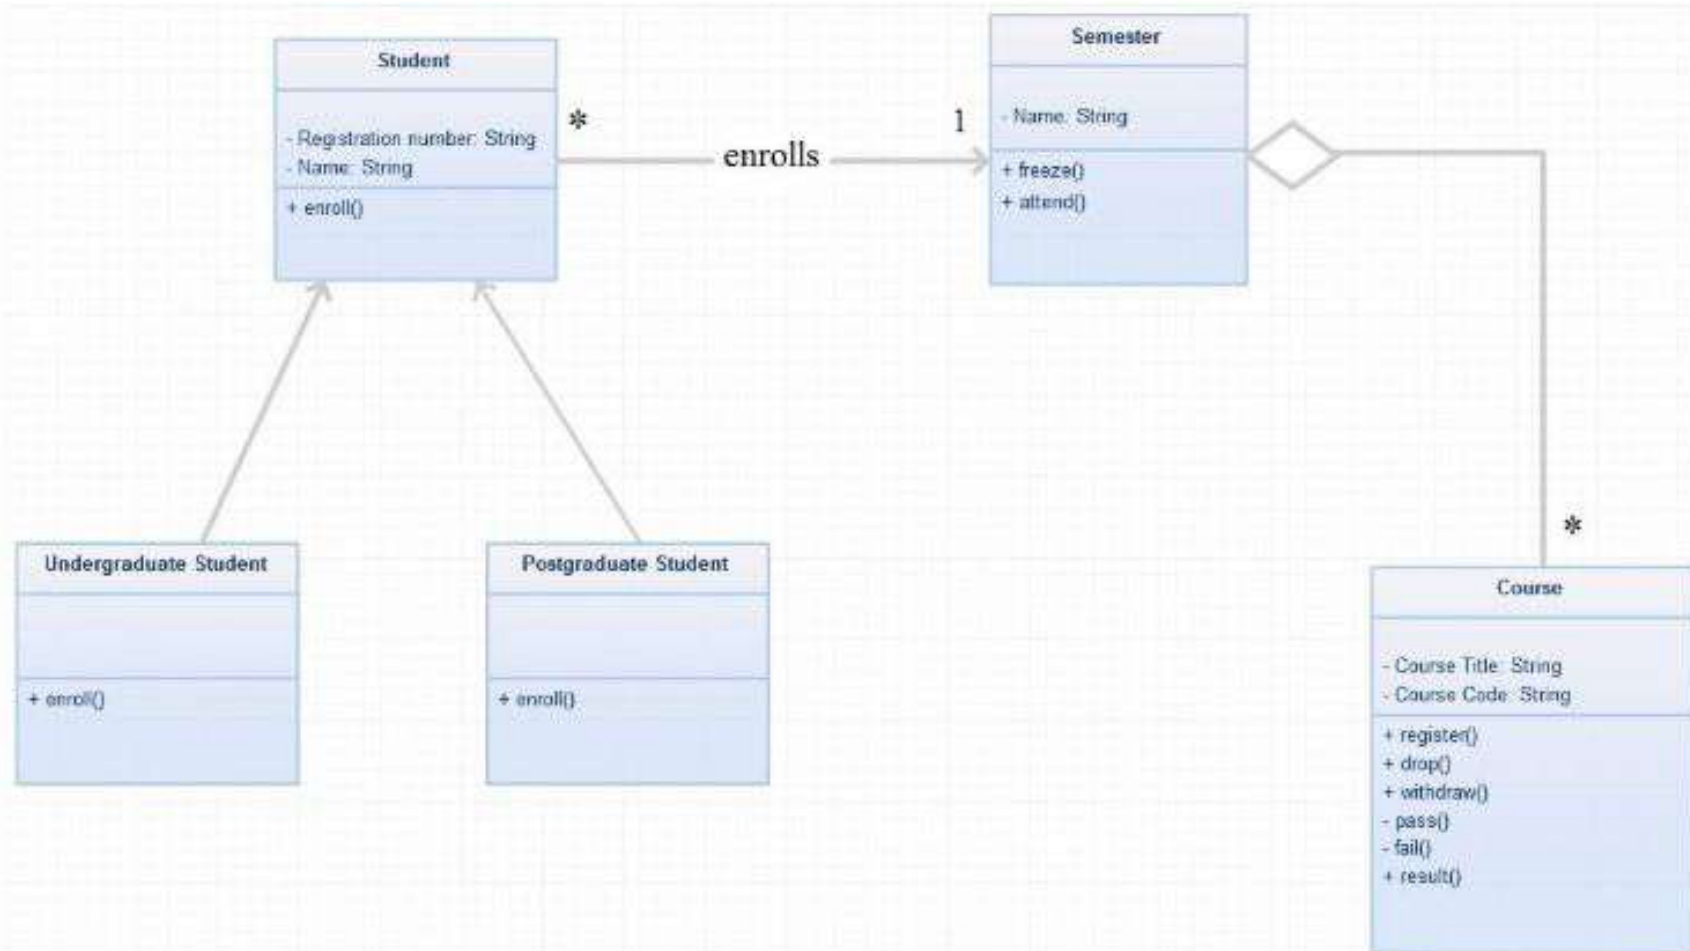 Student
- Registration number: String
- Name: String
+ enroll()
*
enrolls
1
Semester
- Name: String
+ freeze()
+ attend()
Undergraduate Student
+ enroll()
Postgraduate Student
+ enroll()
*
Course
- Course Title: String
- Course Code: String
+ register()
+ drop()
+ withdraw()
- pass()
- fail()
+ result()